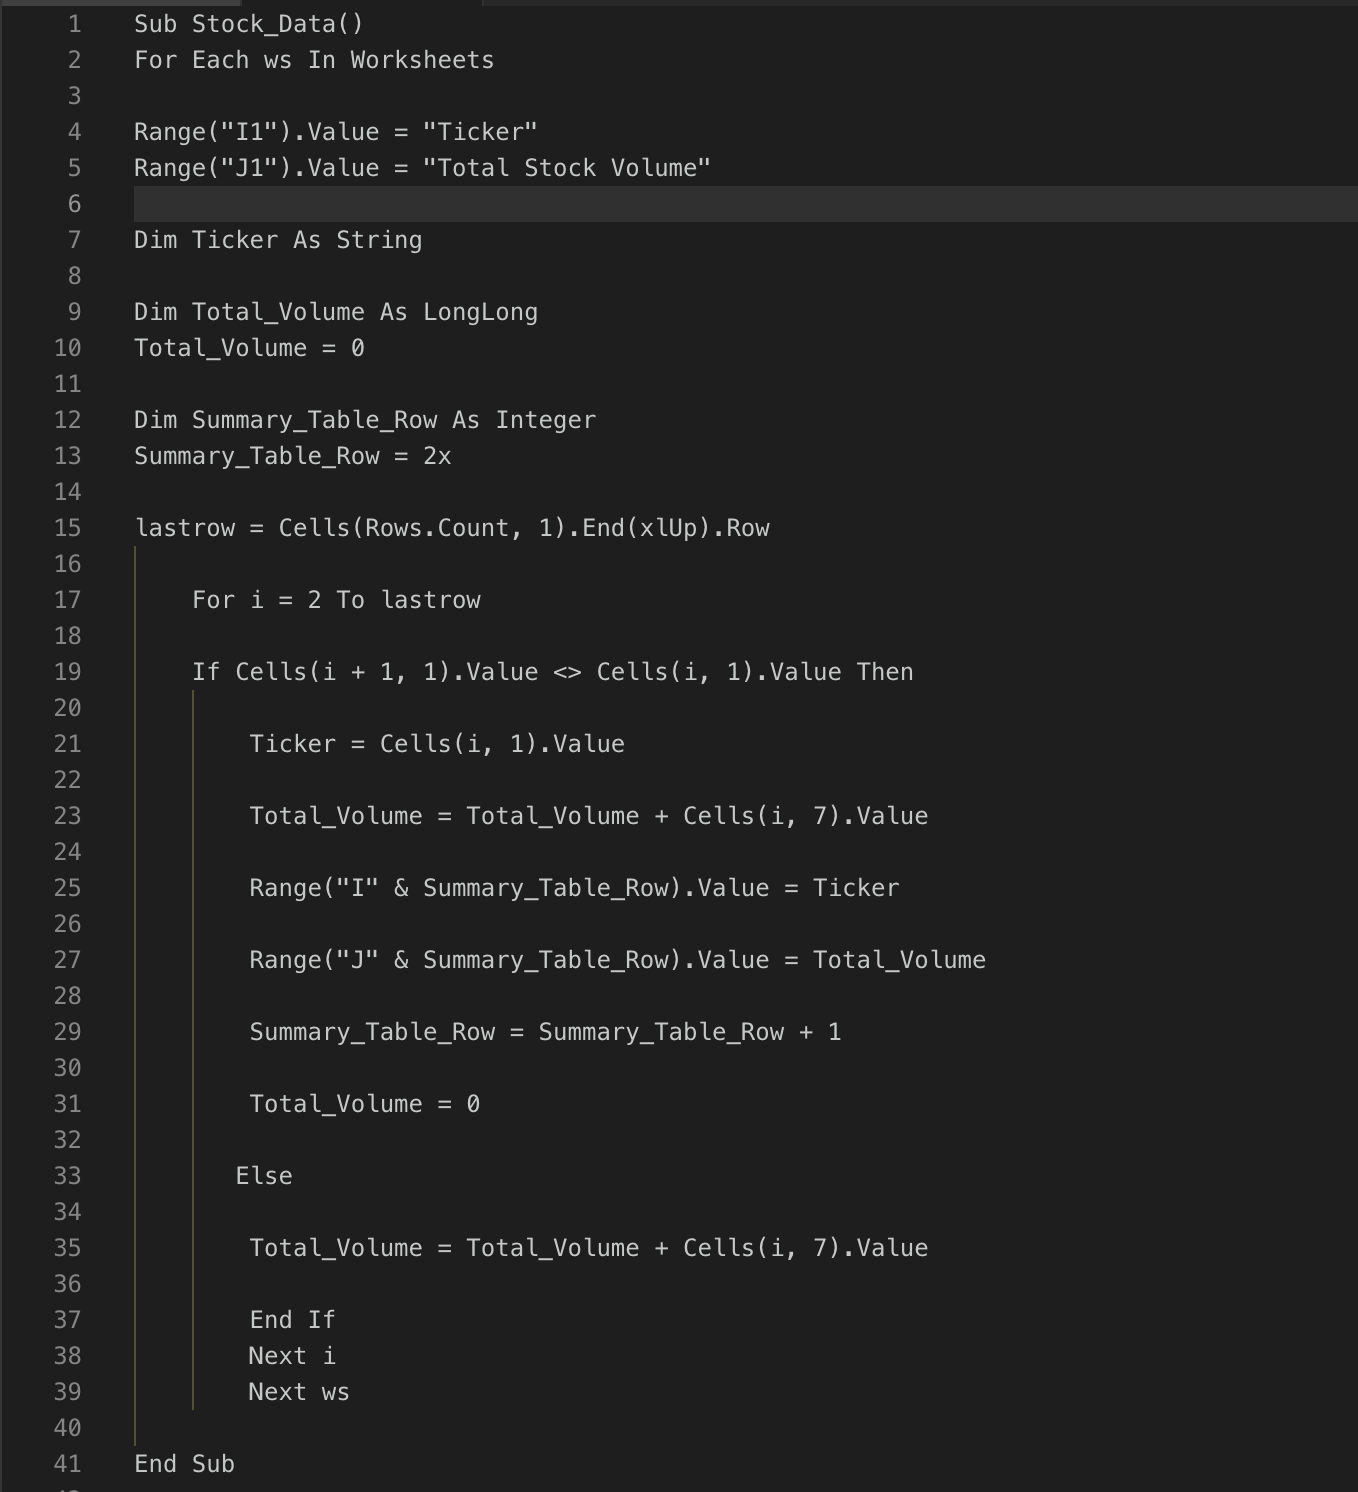 1 Sub Stock_Data()
2 For Each ws In Worksheets
3
4 Range("I1").Value = "Ticker"
5 Range("J1").Value = "Total Stock Volume"
6
7 Dim Ticker As String
8
9 Dim Total_Volume As LongLong
10 Total_Volume = 0
11
12 Dim Summary_Table_Row As Integer
13 Summary_Table_Row = 2x
14
15 lastrow = Cells(Rows.Count, 1).End(xlUp).Row
16
17 For i = 2 To lastrow
18
19 If Cells(i + 1, 1).Value <> Cells(i, 1).Value Then
20
21 Ticker = Cells(i, 1).Value
22
23 Total_Volume = Total_Volume + Cells(i, 7).Value
24
25 Range("I" & Summary_Table_Row).Value = Ticker
26
27 Range("J" & Summary_Table_Row).Value = Total_Volume
28
29 Summary_Table_Row = Summary_Table_Row + 1
30
31 Total_Volume = 0
32
33 Else
34
35 Total_Volume = Total_Volume + Cells(i, 7).Value
36
37 End If
38 Next i
39 Next ws
40
41 End Sub